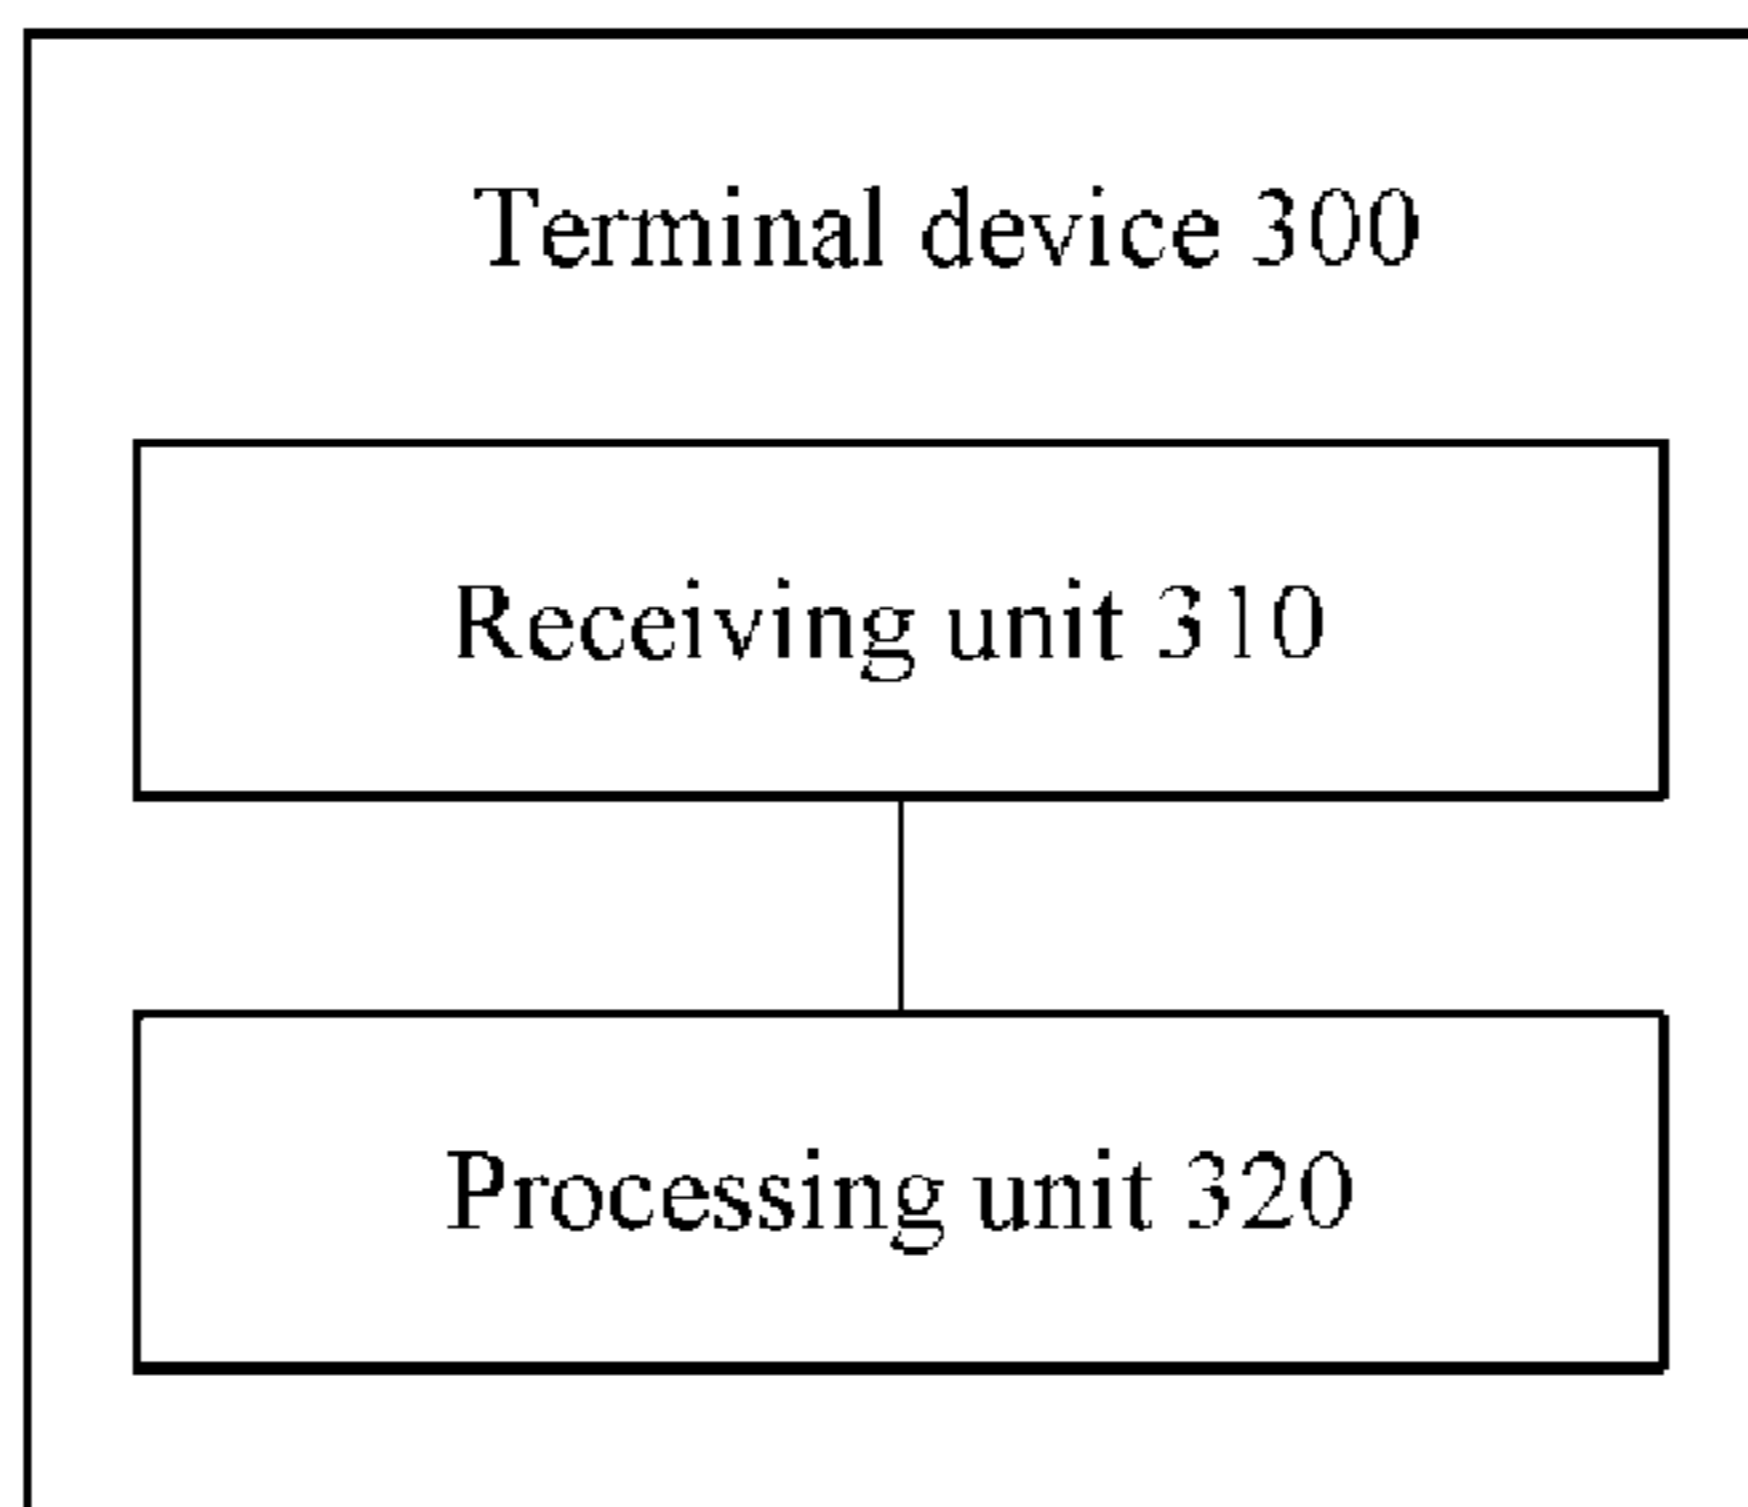 Terminal device 300
Receiving unit 310
Processing unit 320